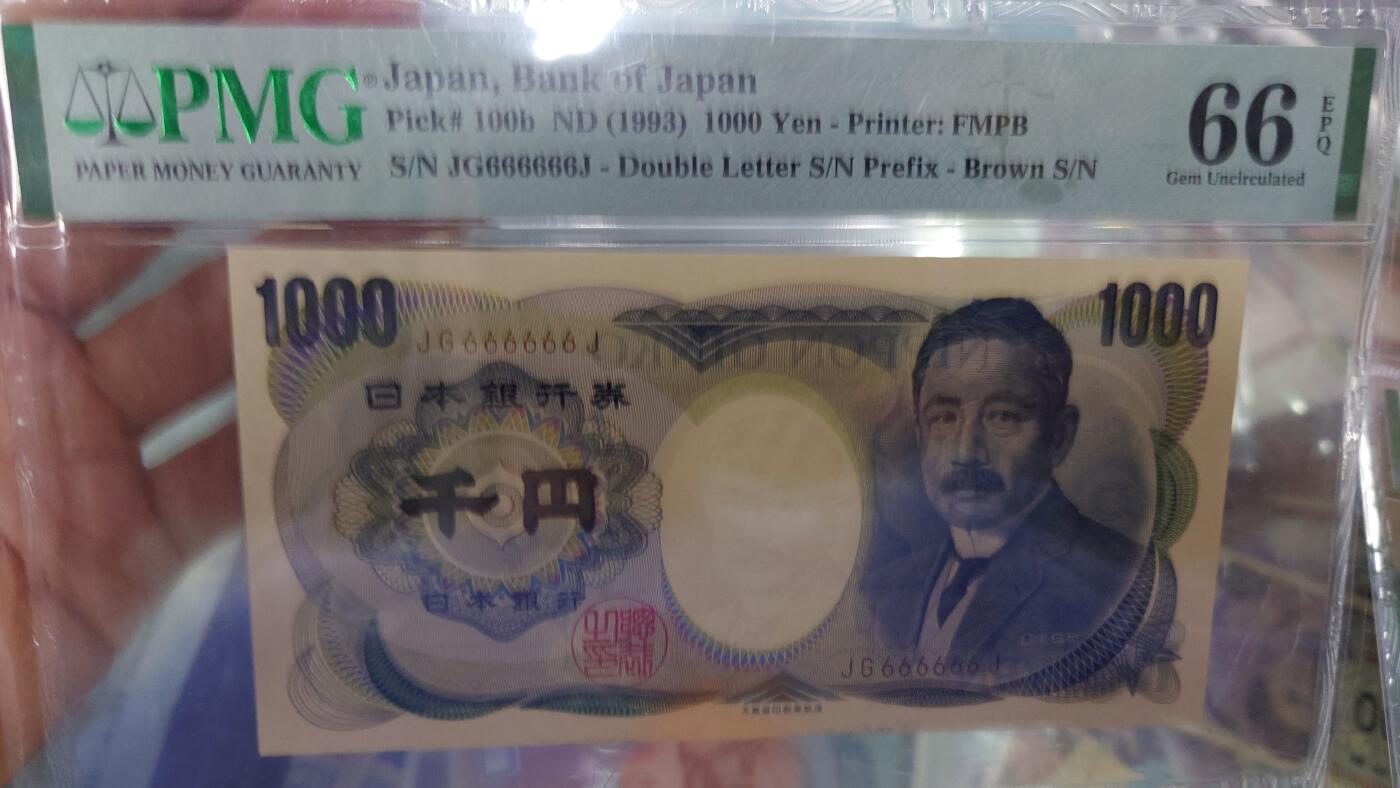 PMG®
PAPER MONEY GUARANTY
Japan, Bank of Japan
Pick# 100b ND (1993) 1000 Yen - Printer: FMPB
S/N JG666666J - Double Letter S/N Prefix - Brown S/N
66
EPQ
Gem Uncirculated
1000
1000
JG666666J
NIPPON GINKO
日本銀行券
千円
日本銀行
JG666666J